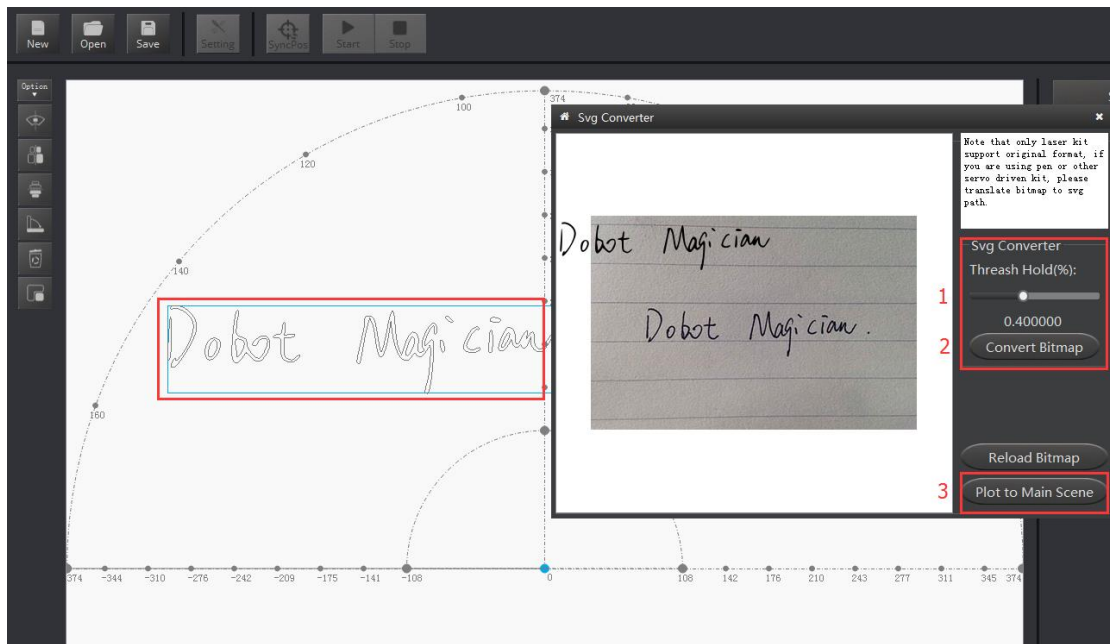 New Open Save Setting SyncPos Start Stop
Option
374
100
120
140
160
Dobot Magician
374 -344 -310 -276 -242 -209 -175 -141 -108 0 108 142 176 210 243 277 311 345 374
Svg Converter
Dobot Magician
Dobot Magician.
Note that only laser kit
support original format, if
you are using pen or other
servo driven kit, please
translate bitmap to svg
path.
Svg Converter
Threash Hold(%):
1
0.400000
2
Convert Bitmap
Reload Bitmap
3
Plot to Main Scene